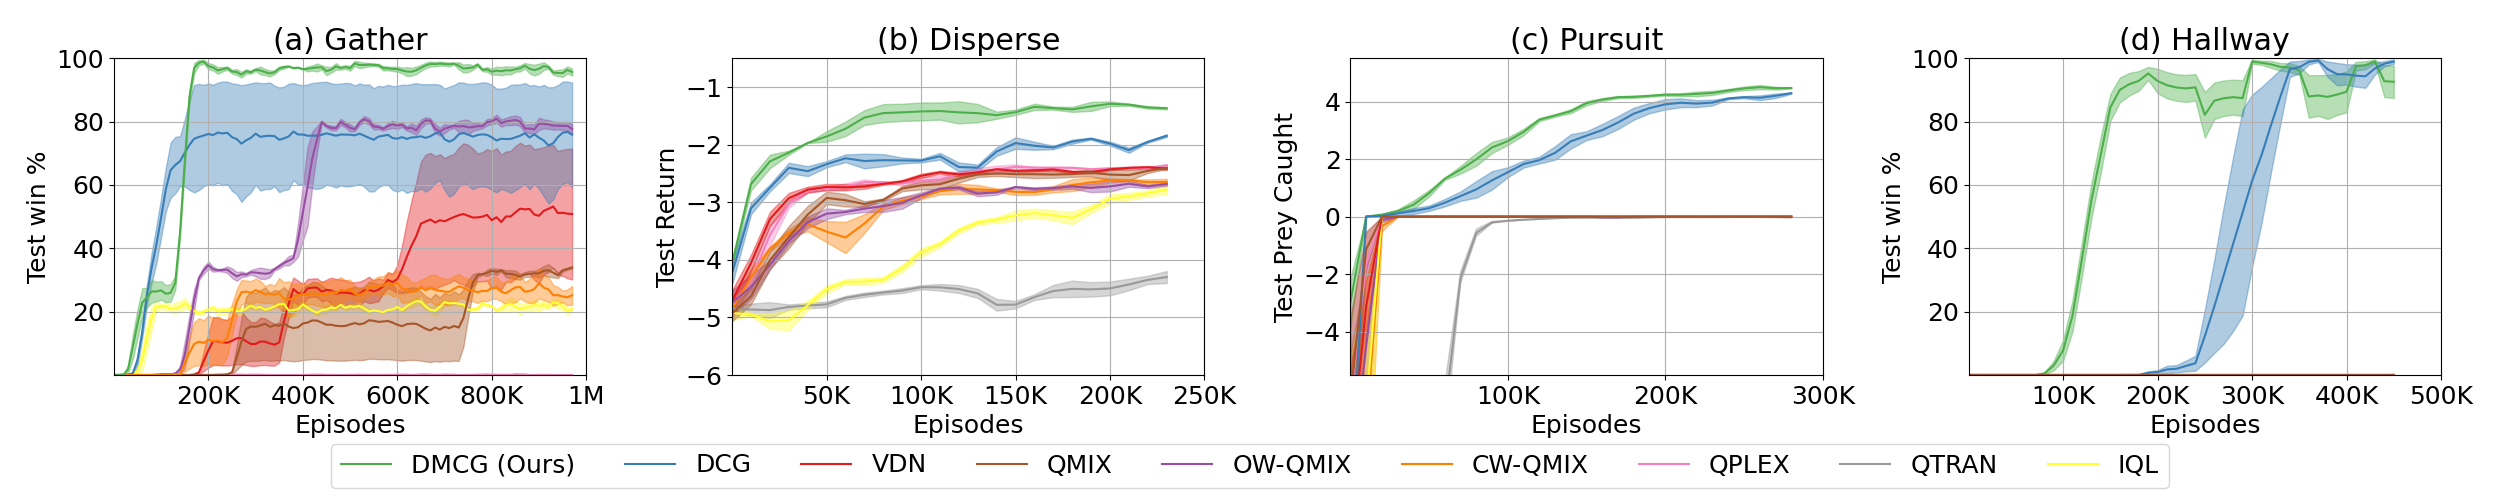 (a) Gather
Test win %
100
80
60
40
20
200K 400K 600K 800K 1M
Episodes
(b) Disperse
Test Return
−1
−2
−3
−4
−5
−6
50K 100K 150K 200K 250K
Episodes
(c) Pursuit
Test Prey Caught
4
2
0
−2
−4
100K 200K 300K
Episodes
(d) Hallway
Test win %
100
80
60
40
20
100K 200K 300K 400K 500K
Episodes
DMCG (Ours) DCG VDN QMIX OW-QMIX CW-QMIX QPLEX QTRAN IQL